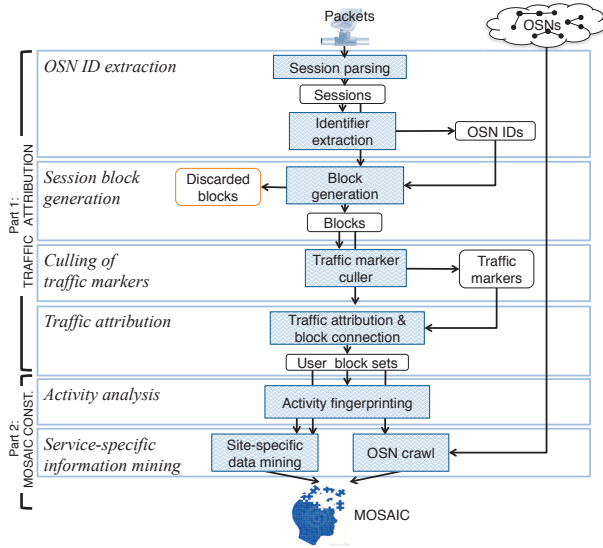 Packets
OSNs
OSN ID extraction
Session parsing
Sessions
Identifier
extraction
OSN IDs
Part 1:
TRAFFIC ATTRIBUTION
Session block
generation
Discarded
blocks
Block
generation
Blocks
Culling of
traffic markers
Traffic marker
culler
Traffic
markers
Traffic attribution
Traffic attribution &
block connection
User block sets
Part 2:
MOSAIC CONST.
Activity analysis
Activity fingerprinting
Service-specific
information mining
Site-specific
data mining
OSN crawl
MOSAIC